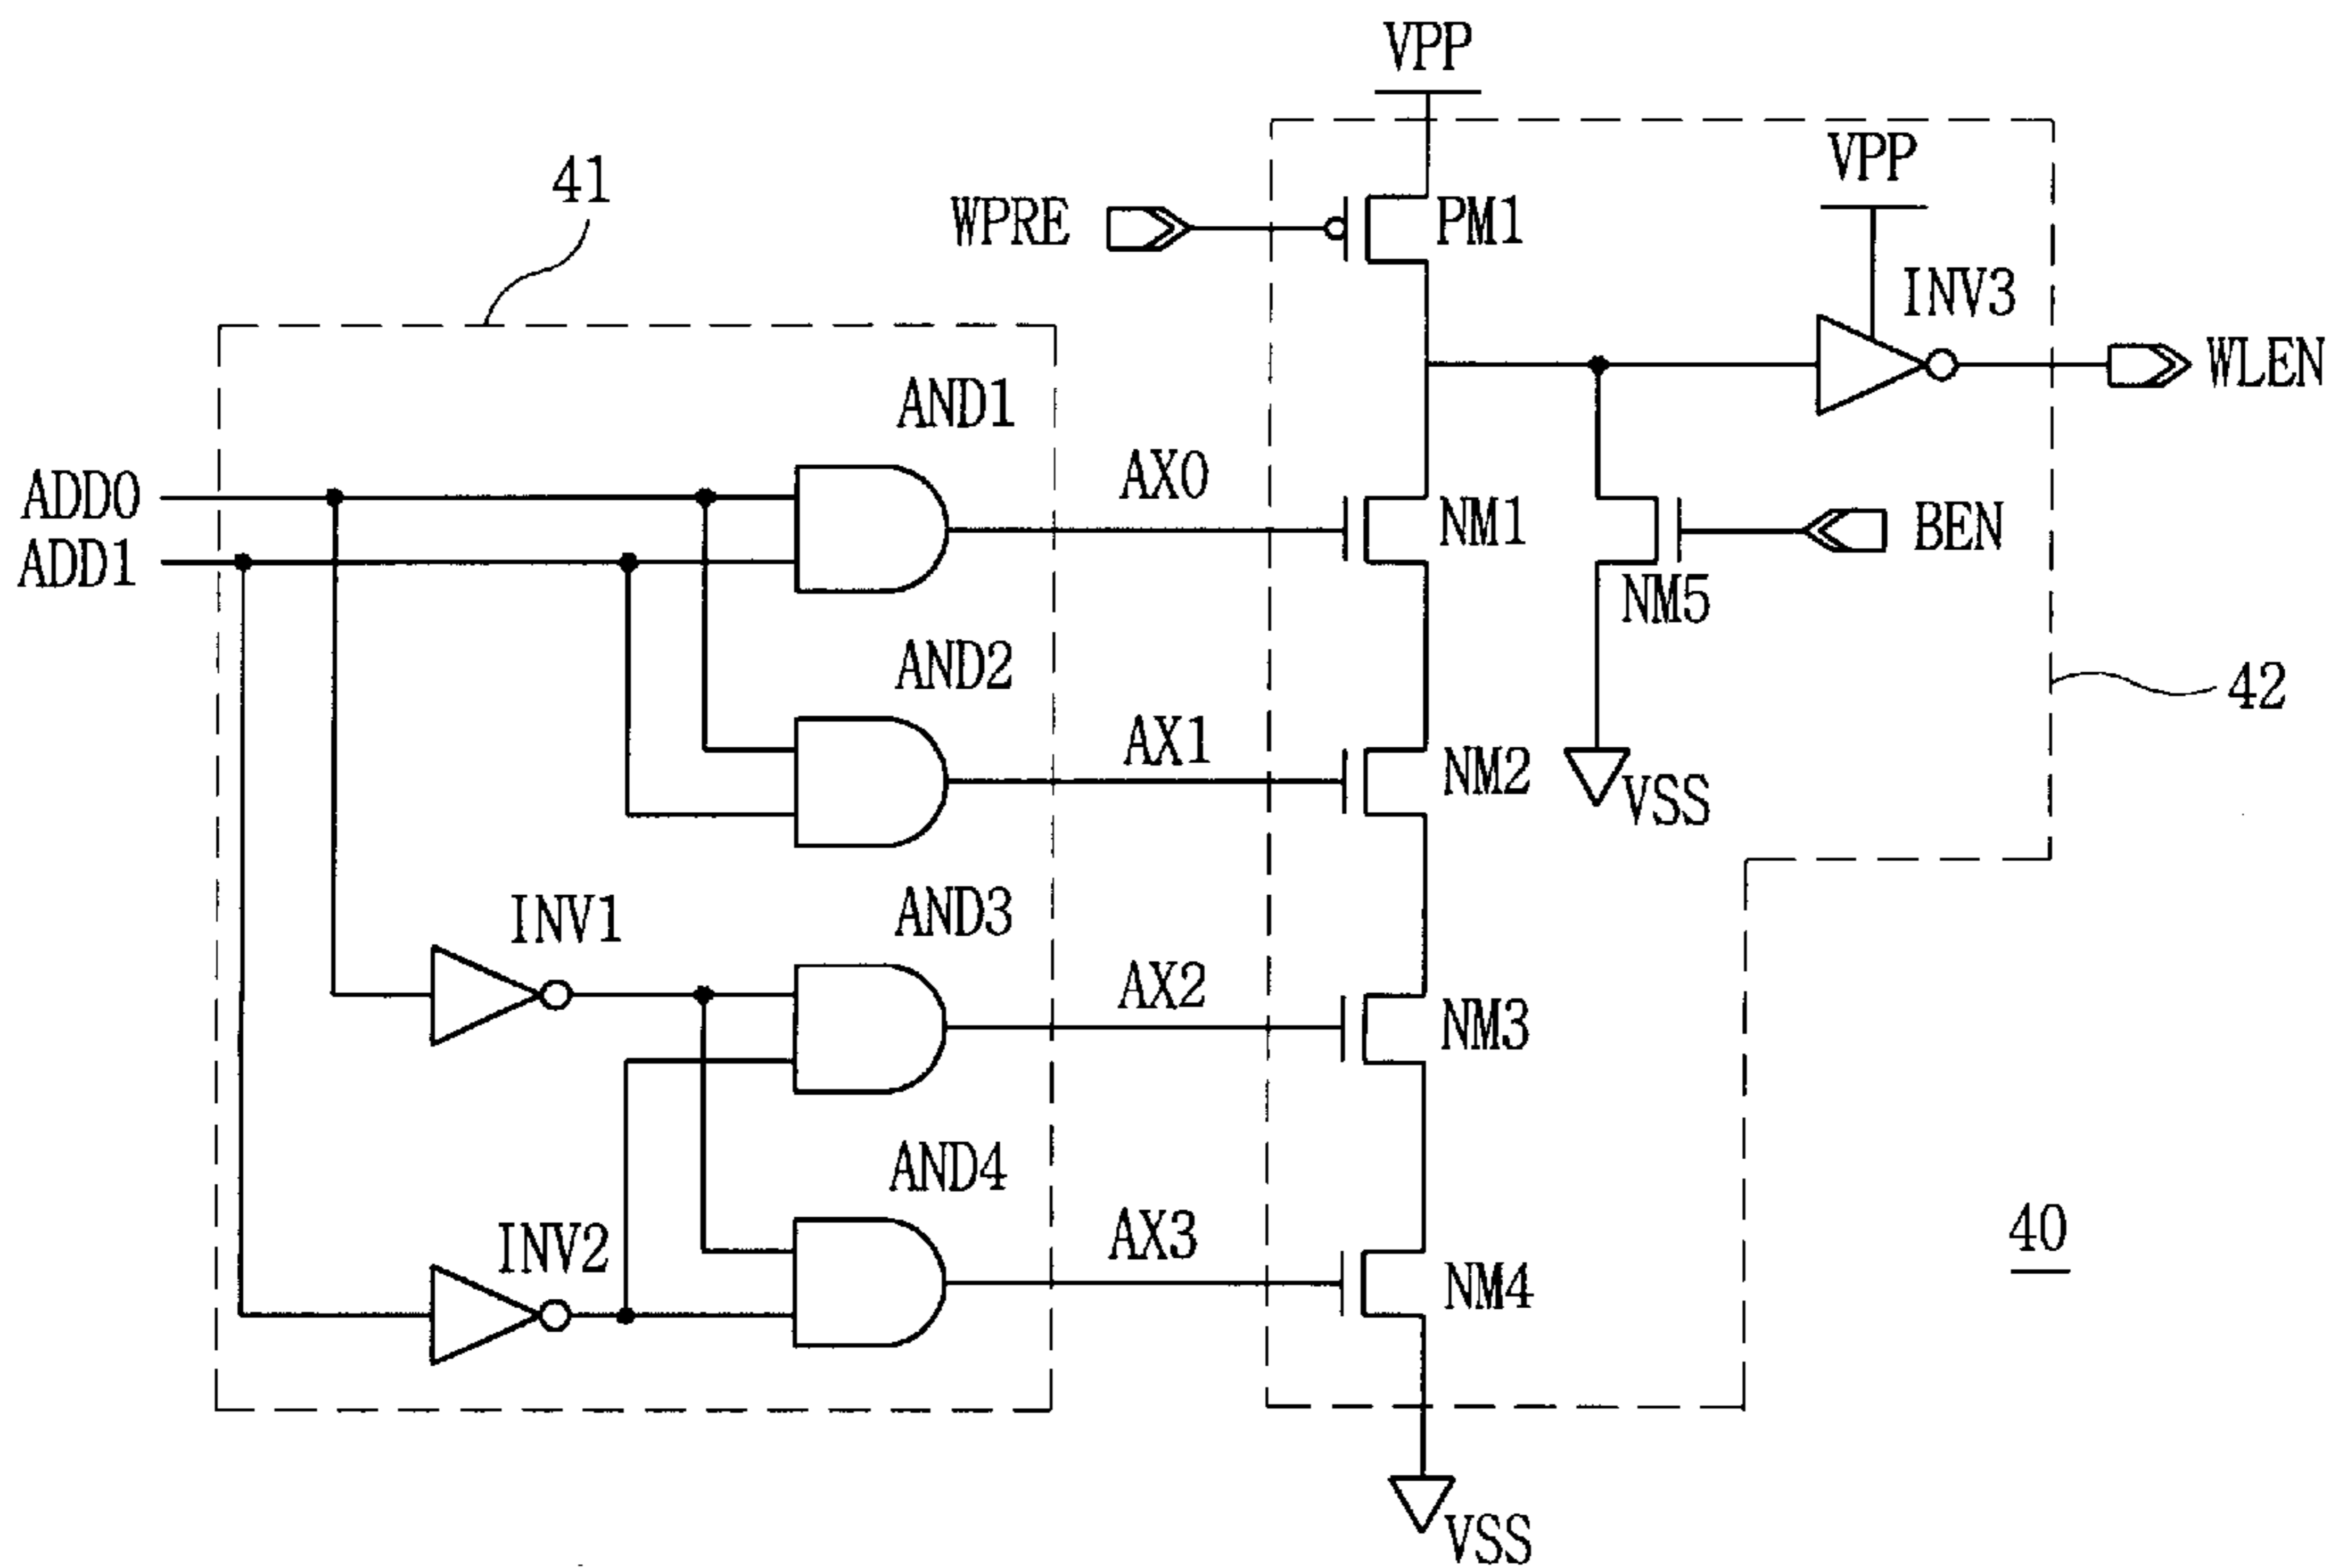 VPP
VPP
41
WPRE
PM1
INV3
WLEN
AND1
ADD0
AX0
NM1
BEN
ADD1
NM5
AND2
42
AX1
NM2
VSS
INV1
AND3
AX2
NM3
AND4
INV2
AX3
40
NM4
VSS